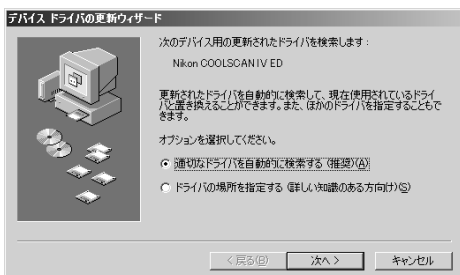 デバイス ドライバの更新ウィザード
次のデバイス用の更新されたドライバを検索します :
Nikon COOLSCAN IV ED
更新されたドライバを自動的に検索して、現在使用されているドライ
バと置き換えることができます。また、ほかのドライバを指定することもで
きます。
オプションを選択してください。
適切なドライバを自動的に検索する (推奨)(A)
ドライバの場所を指定する (詳しい知識のある方向け)(S)
< 戻る(B)
次へ >
キャンセル